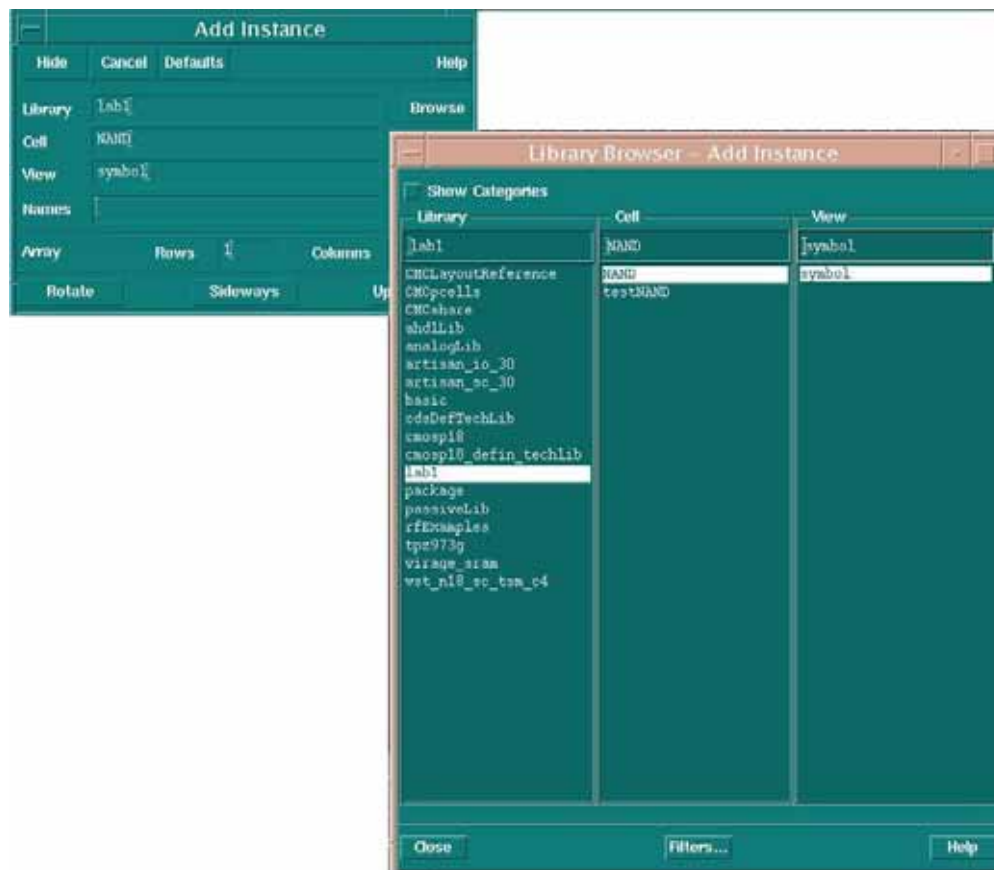 Add Instance
Hide Cancel Defaults Help
Library lab1 Browse
Cell NAND
View symbol
Names
Array Rows 1 Columns
Rotate Sideways Up
Library Browser – Add Instance
Show Categories
Library Cell View
lab1 NAND symbol
CMCLayoutReference NAND symbol
CMCpcells testNAND
CMCshare
ahdlLib
analogLib
artisan_io_30
artisan_sc_30
basic
cdsDefTechLib
cmosp18
cmosp18_defin_techlib
lab1
package
passiveLib
rfExamples
tpz973g
virage_sram
vst_n18_sc_tsm_c4
Close Filters... Help